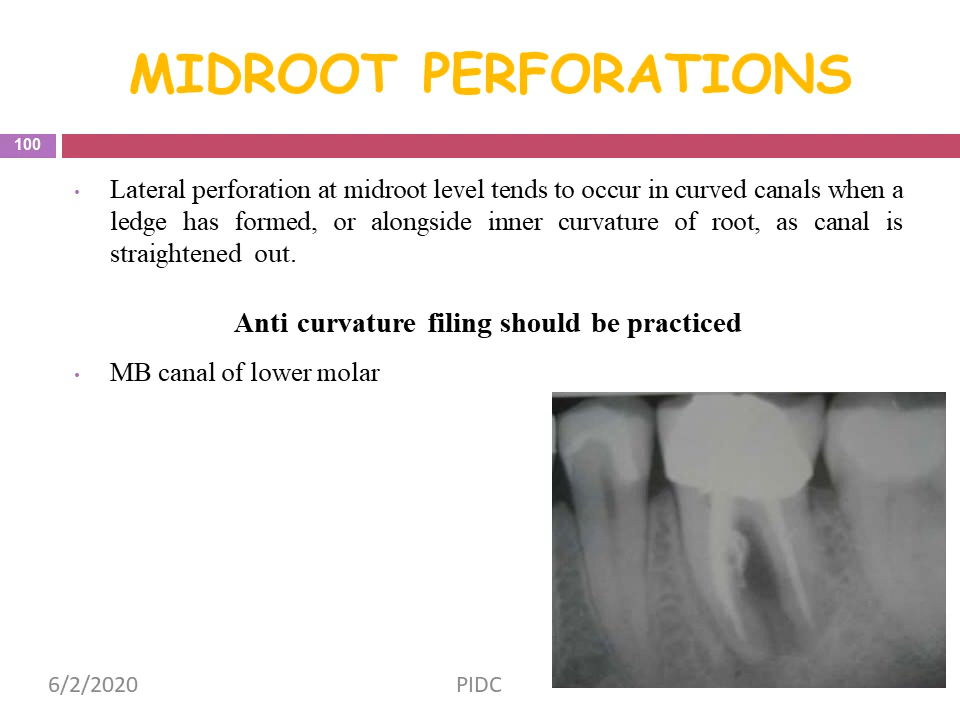 MIDROOT PERFORATIONS
100
• Lateral perforation at midroot level tends to occur in curved canals when a
ledge has formed, or alongside inner curvature of root, as canal is
straightened out.
Anti curvature filing should be practiced
• MB canal of lower molar
6/2/2020
PIDC